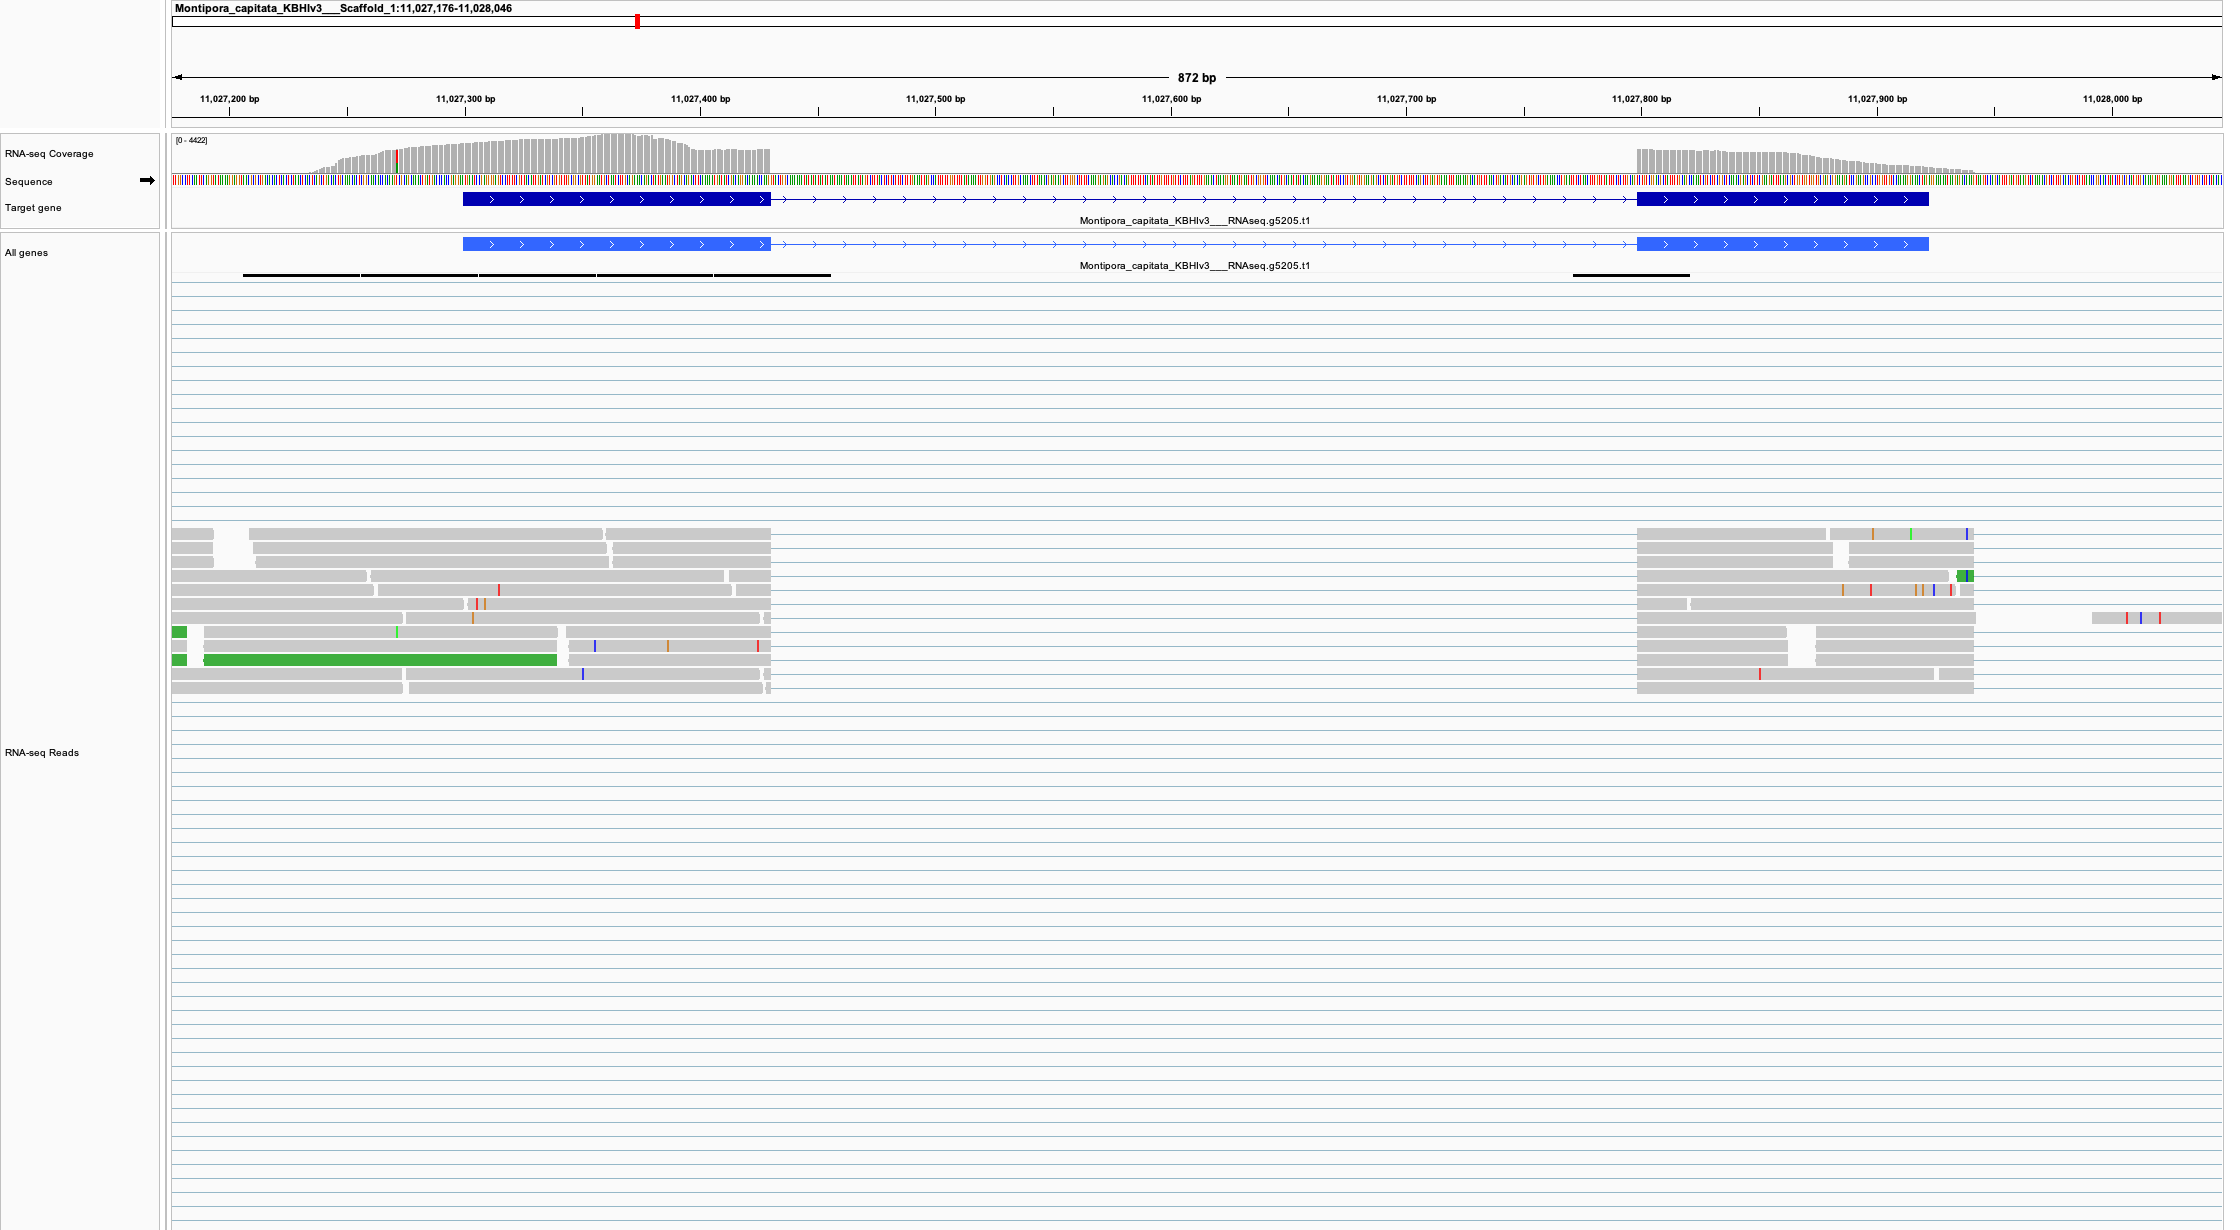 Montipora_capitata_KBHIv3___Scaffold_1:11,027,176-11,028,046
872 bp
11,027,200 bp 11,027,300 bp 11,027,400 bp 11,027,500 bp 11,027,600 bp 11,027,700 bp 11,027,800 bp 11,027,900 bp 11,028,000 bp
[0 - 4422]
RNA-seq Coverage
Sequence
Target gene
Montipora_capitata_KBHIv3___RNAseq.g5205.t1
All genes
Montipora_capitata_KBHIv3___RNAseq.g5205.t1
RNA-seq Reads